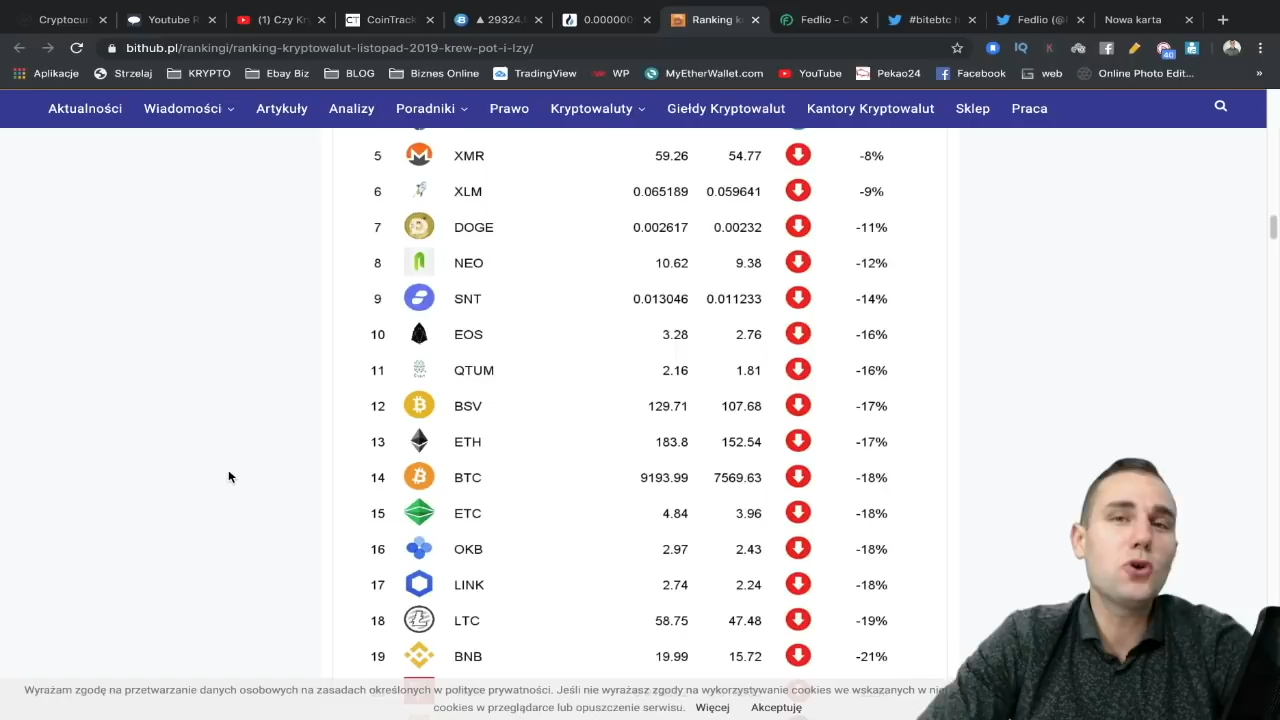 Cryptocur
Youtube R
(1) Czy Kr
CoinTrack
▲ 29324.
0.0000000
Ranking k
Fedlio - C
#bitebtc h
Fedlio (@
Nowa karta
bithub.pl/rankingi/ranking-kryptowalut-listopad-2019-krew-pot-i-lzy/
IQ
K
40
Aplikacje Strzelaj KRYPTO Ebay Biz BLOG Biznes Online TradingView WP MyEtherWallet.com YouTube Pekao24 Facebook web Online Photo Edit... »
Aktualności Wiadomości Artykuły Analizy Poradniki Prawo Kryptowaluty Giełdy Kryptowalut Kantory Kryptowalut Sklep Praca
5 XMR 59.26 54.77 -8%
6 XLM 0.065189 0.059641 -9%
7 DOGE 0.002617 0.00232 -11%
8 NEO 10.62 9.38 -12%
9 SNT 0.013046 0.011233 -14%
10 EOS 3.28 2.76 -16%
11 QTUM 2.16 1.81 -16%
12 BSV 129.71 107.68 -17%
13 ETH 183.8 152.54 -17%
14 BTC 9193.99 7569.63 -18%
15 ETC 4.84 3.96 -18%
16 OKB 2.97 2.43 -18%
17 LINK 2.74 2.24 -18%
18 LTC 58.75 47.48 -19%
19 BNB 19.99 15.72 -21%
Wyrażam zgodę na przetwarzanie danych osobowych na zasadach określonych w polityce prywatności. Jeśli nie wyrażasz zgody na wykorzystywanie cookies we wskazanych w
cookies w przeglądarce lub opuszczenie serwisu. Więcej Akceptuję